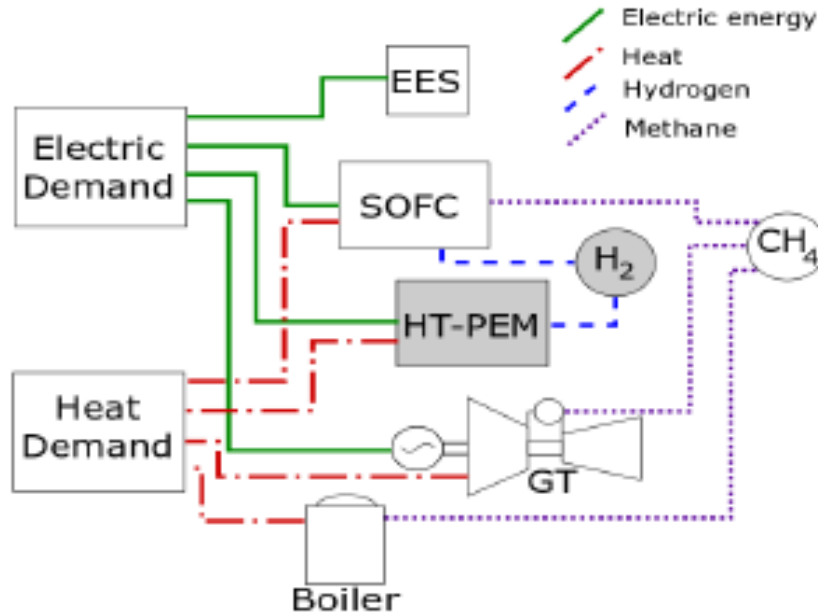 Electric energy
Heat
Hydrogen
Methane
EES
Electric
Demand
SOFC
CH4
H2
HT-PEM
Heat
Demand
GT
Boiler